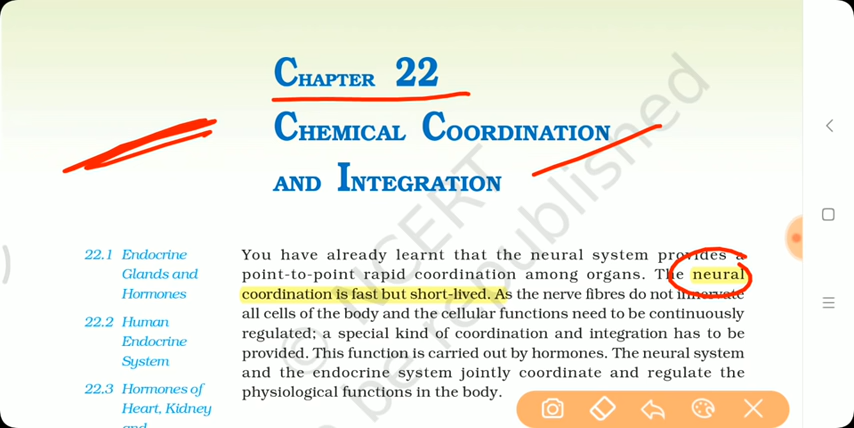 CHAPTER 22
CHEMICAL COORDINATION
AND INTEGRATION
22.1 Endocrine
Glands and
Hormones
22.2 Human
Endocrine
System
22.3 Hormones of
Heart, Kidney
and
You have already learnt that the neural system provides a
point-to-point rapid coordination among organs. The neural
coordination is fast but short-lived. As the nerve fibres do not innervate
all cells of the body and the cellular functions need to be continuously
regulated; a special kind of coordination and integration has to be
provided. This function is carried out by hormones. The neural system
and the endocrine system jointly coordinate and regulate the
physiological functions in the body.
© NCERT
be republished